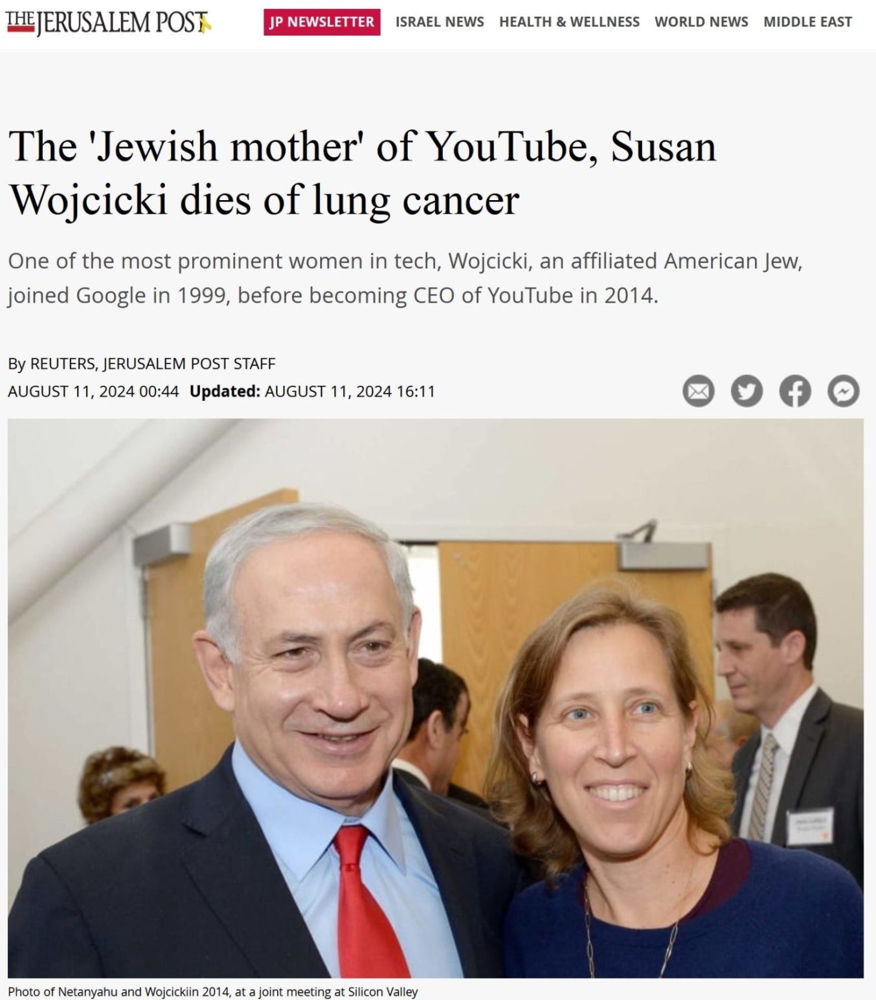 THE JERUSALEM POST
JP NEWSLETTER ISRAEL NEWS HEALTH & WELLNESS WORLD NEWS MIDDLE EAST
The 'Jewish mother' of YouTube, Susan
Wojcicki dies of lung cancer
One of the most prominent women in tech, Wojcicki, an affiliated American Jew,
joined Google in 1999, before becoming CEO of YouTube in 2014.
By REUTERS, JERUSALEM POST STAFF
AUGUST 11, 2024 00:44 Updated: AUGUST 11, 2024 16:11
Photo of Netanyahu and Wojcickiin 2014, at a joint meeting at Silicon Valley